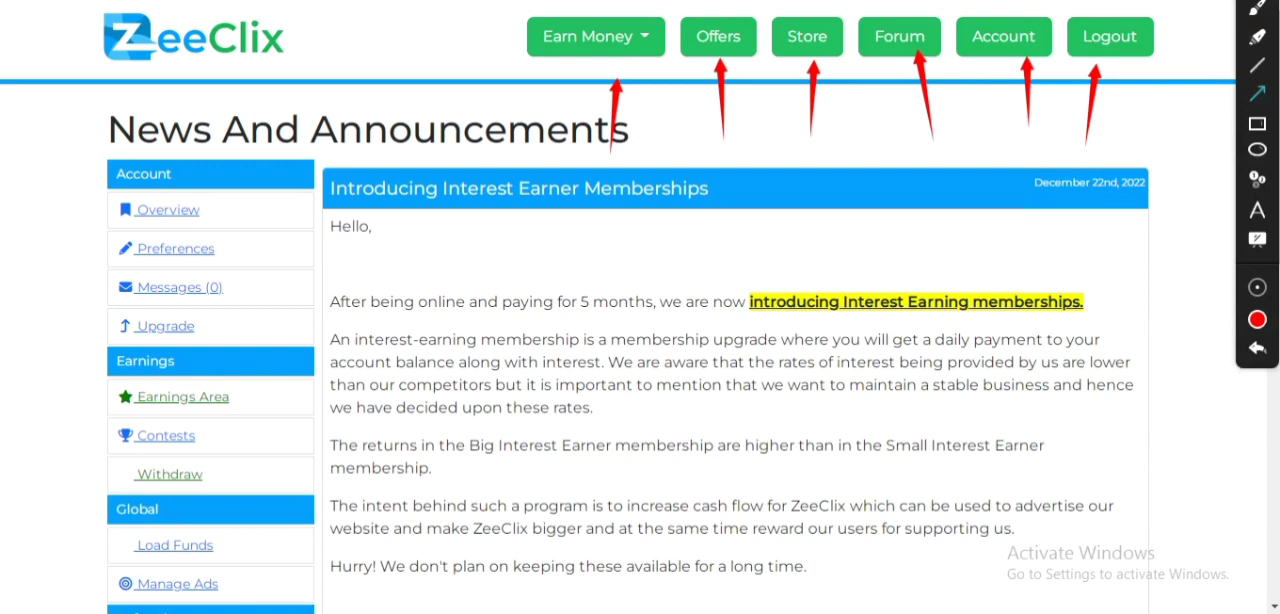 ZeeClix
Earn Money
Offers
Store
Forum
Account
Logout
News And Announcements
Account
Overview
Preferences
Messages (0)
Upgrade
Earnings
Earnings Area
Contests
Withdraw
Global
Load Funds
Manage Ads
Introducing Interest Earner Memberships
December 22nd, 2022
Hello,
After being online and paying for 5 months, we are now introducing Interest Earning memberships.
An interest-earning membership is a membership upgrade where you will get a daily payment to your
account balance along with interest. We are aware that the rates of interest being provided by us are lower
than our competitors but it is important to mention that we want to maintain a stable business and hence
we have decided upon these rates.
The returns in the Big Interest Earner membership are higher than in the Small Interest Earner
membership.
The intent behind such a program is to increase cash flow for ZeeClix which can be used to advertise our
website and make ZeeClix bigger and at the same time reward our users for supporting us.
Hurry! We don't plan on keeping these available for a long time.
Activate Windows
Go to Settings to activate Windows.